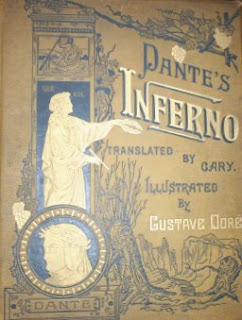 DANTE'S
INFERNO
TRANSLATED BY CARY.
ILLUSTRATED
BY
GUSTAVE DORE
DANTE